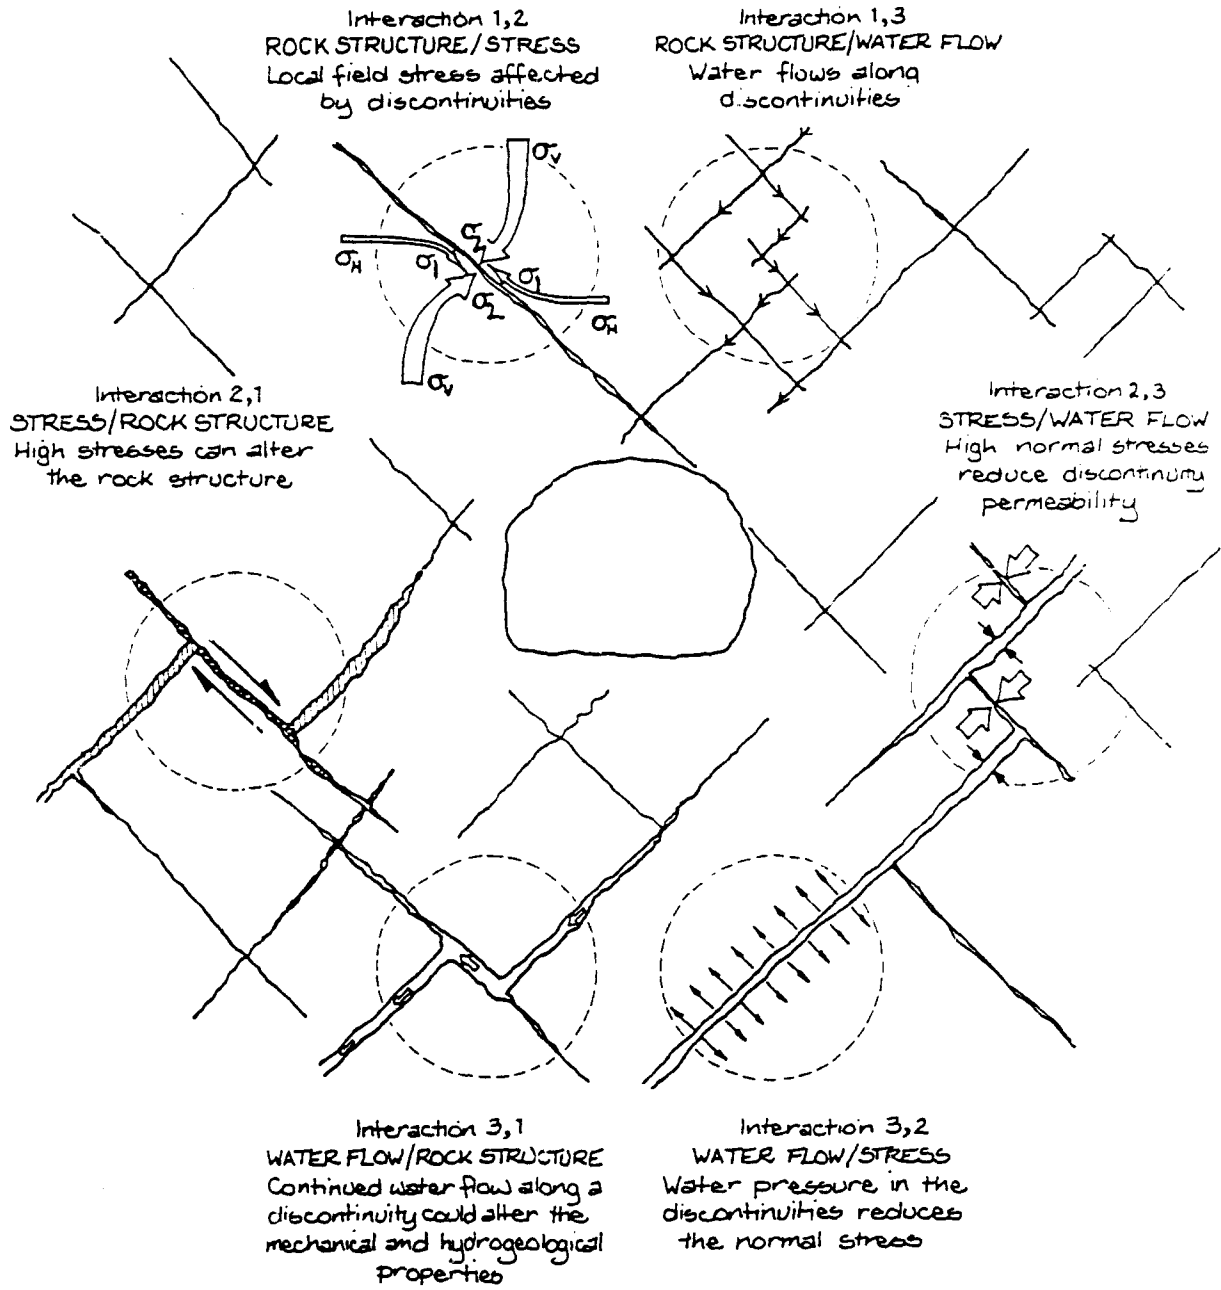 Interaction 1,2
ROCK STRUCTURE/STRESS
Local field stress affected
by discontinuities
Interaction 1,3
ROCK STRUCTURE/WATER FLOW
Water flows along
discontinuities
σv
σ2
σH
σ1
σ1
σ2
σH
σv
Interaction 2,1
STRESS/ROCK STRUCTURE
High stresses can alter
the rock structure
Interaction 2,3
STRESS/WATER FLOW
High normal stresses
reduce discontinuity
permeability
Interaction 3,1
WATER FLOW/ROCK STRUCTURE
Continued water flow along a
discontinuity could alter the
mechanical and hydrogeological
properties
Interaction 3,2
WATER FLOW/STRESS
Water pressure in the
discontinuities reduces
the normal stress